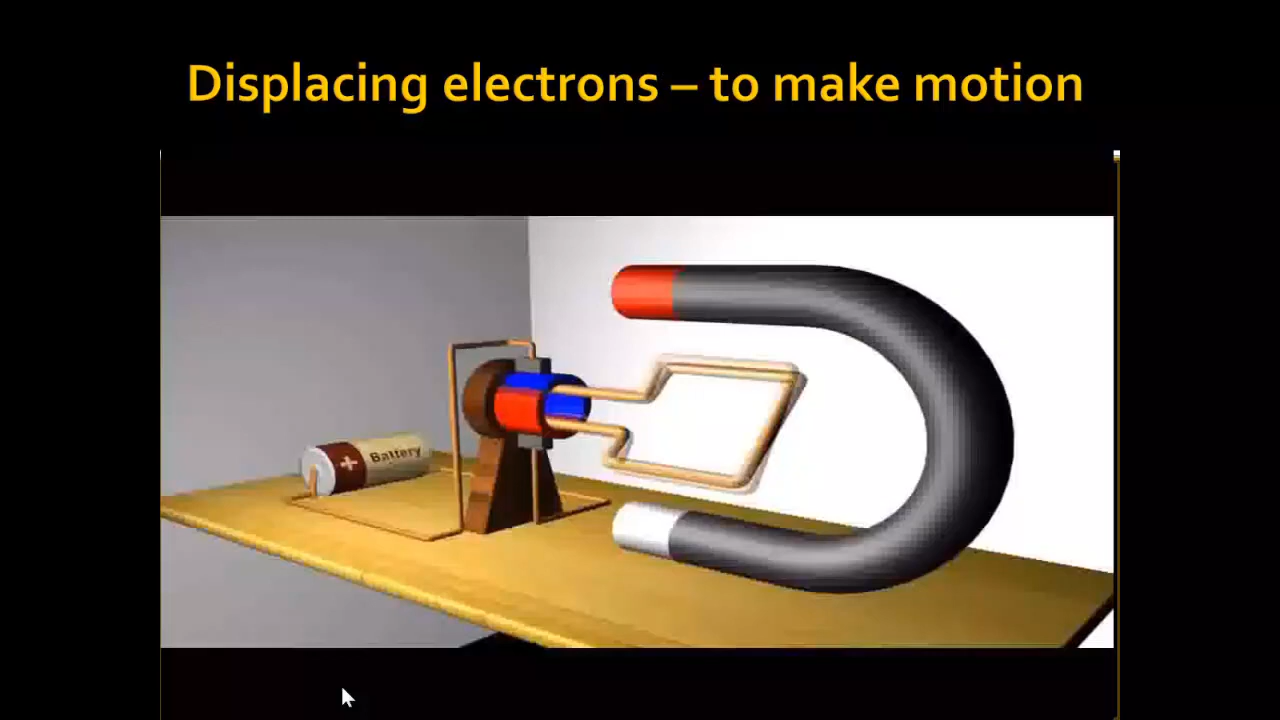 Displacing electrons – to make motion
+ Battery